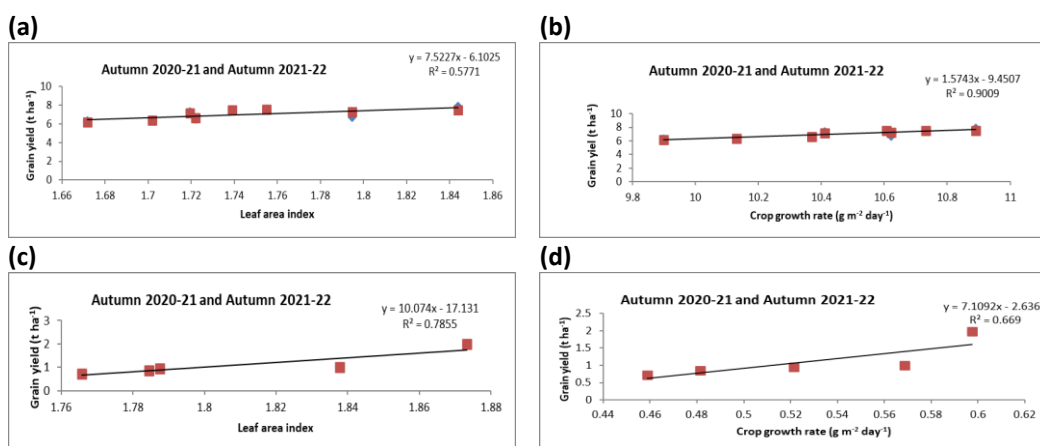 (a)
Autumn 2020-21 and Autumn 2021-22
y = 7.5227x - 6.1025
R² = 0.5771
Grain yield (t ha⁻¹)
10
8
6
4
2
0
1.66 1.68 1.7 1.72 1.74 1.76 1.78 1.8 1.82 1.84 1.86
Leaf area index
(b)
Autumn 2020-21 and Autumn 2021-22
y = 1.5743x - 9.4507
R² = 0.9009
Grain yiel (t ha⁻¹)
10
8
6
4
2
0
9.8 10 10.2 10.4 10.6 10.8 11
Crop growth rate (g m⁻² day⁻¹)
(c)
Autumn 2020-21 and Autumn 2021-22
y = 10.074x - 17.131
R² = 0.7855
Grain yield (t ha⁻¹)
3
2
1
0
1.76 1.78 1.8 1.82 1.84 1.86 1.88
Leaf area index
(d)
Autumn 2020-21 and Autumn 2021-22
y = 7.1092x - 2.636
R² = 0.669
Grain yield (t ha⁻¹)
2.5
2
1.5
1
0.5
0
0.44 0.46 0.48 0.5 0.52 0.54 0.56 0.58 0.6 0.62
Crop growth rate (g m⁻² day⁻¹)